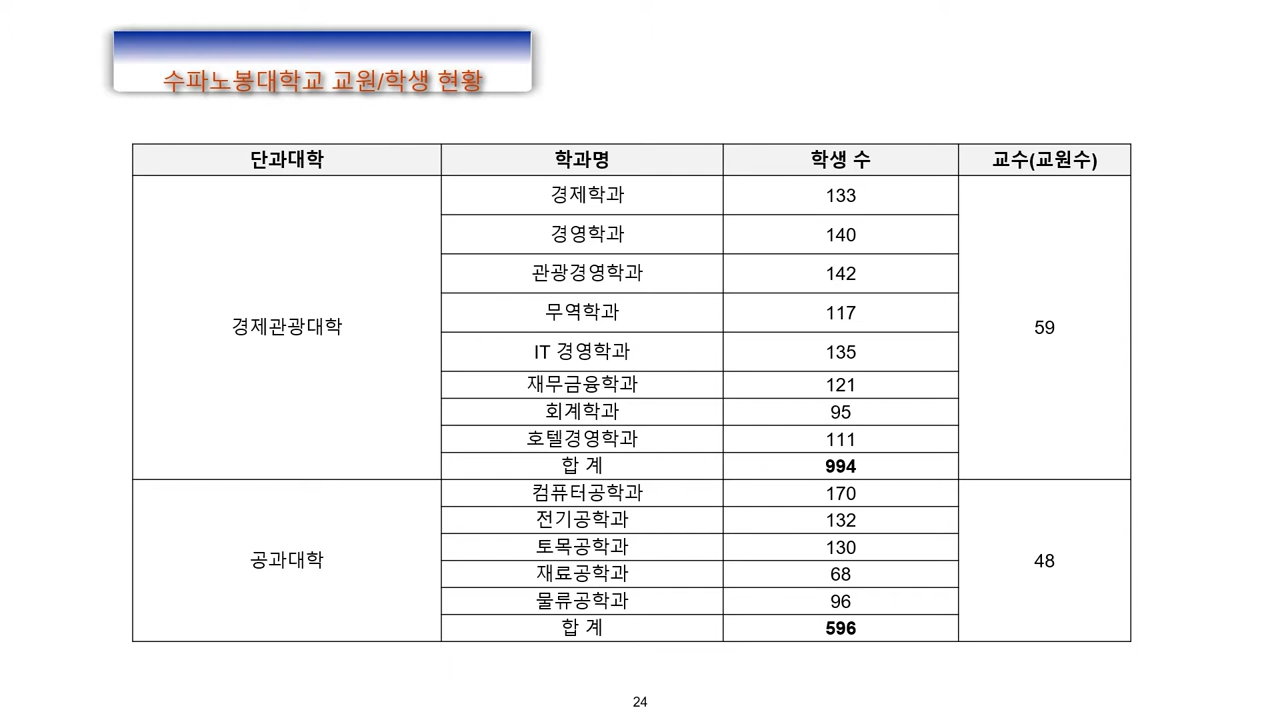 수파노봉대학교 교원/학생 현황
단과대학 학과명 학생 수 교수(교원수)
경제관광대학 경제학과 133 59
경영학과 140
관광경영학과 142
무역학과 117
IT 경영학과 135
재무금융학과 121
회계학과 95
호텔경영학과 111
합 계 994
공과대학 컴퓨터공학과 170 48
전기공학과 132
토목공학과 130
재료공학과 68
물류공학과 96
합 계 596
24